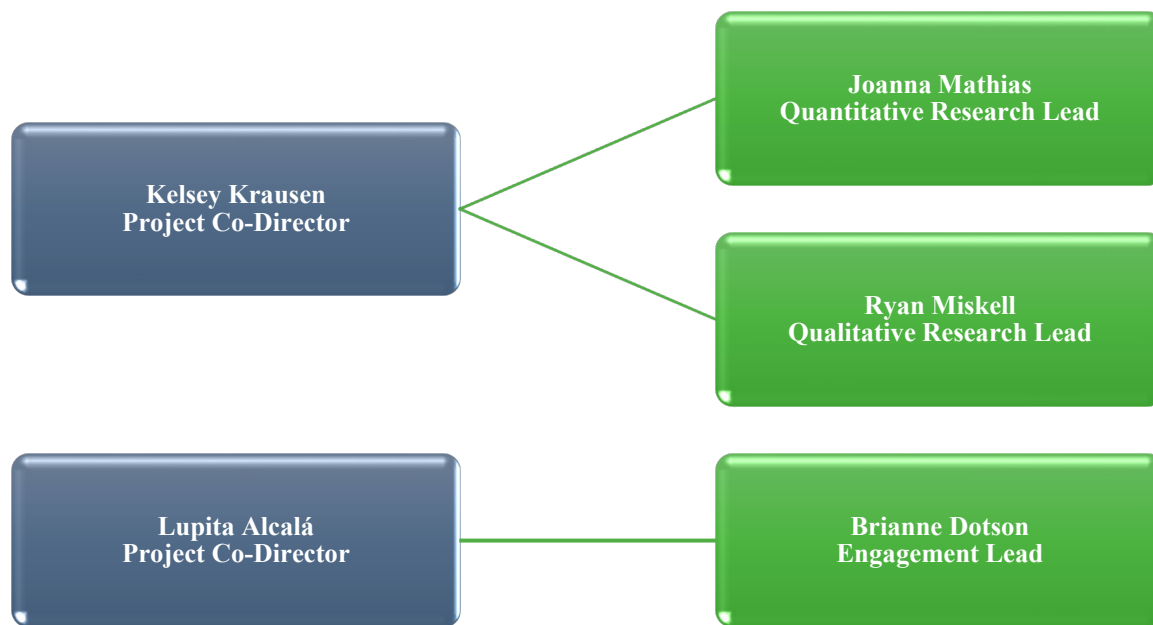 Joanna Mathias
Quantitative Research Lead
Kelsey Krausen
Project Co-Director
Ryan Miskell
Qualitative Research Lead
Lupita Alcalá
Project Co-Director
Brianne Dotson
Engagement Lead